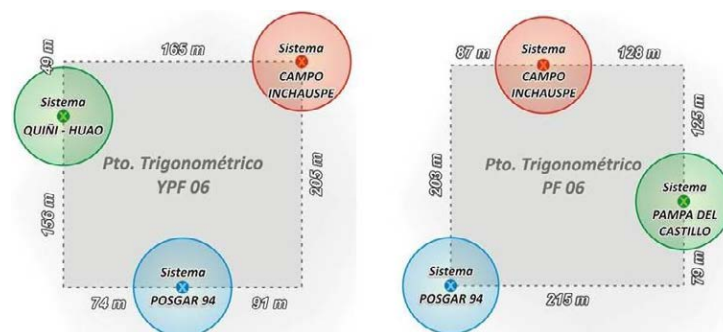 165 m
Sistema
CAMPO
INCHAUSPE
49 m
Sistema
QUIÑI - HUAO
Pto. Trigonométrico
YPF 06
205 m
156 m
Sistema
POSGAR 94
74 m
91 m
87 m
Sistema
CAMPO
INCHAUSPE
128 m
125 m
Pto. Trigonométrico
PF 06
203 m
Sistema
PAMPA DEL
CASTILLO
79 m
Sistema
POSGAR 94
215 m